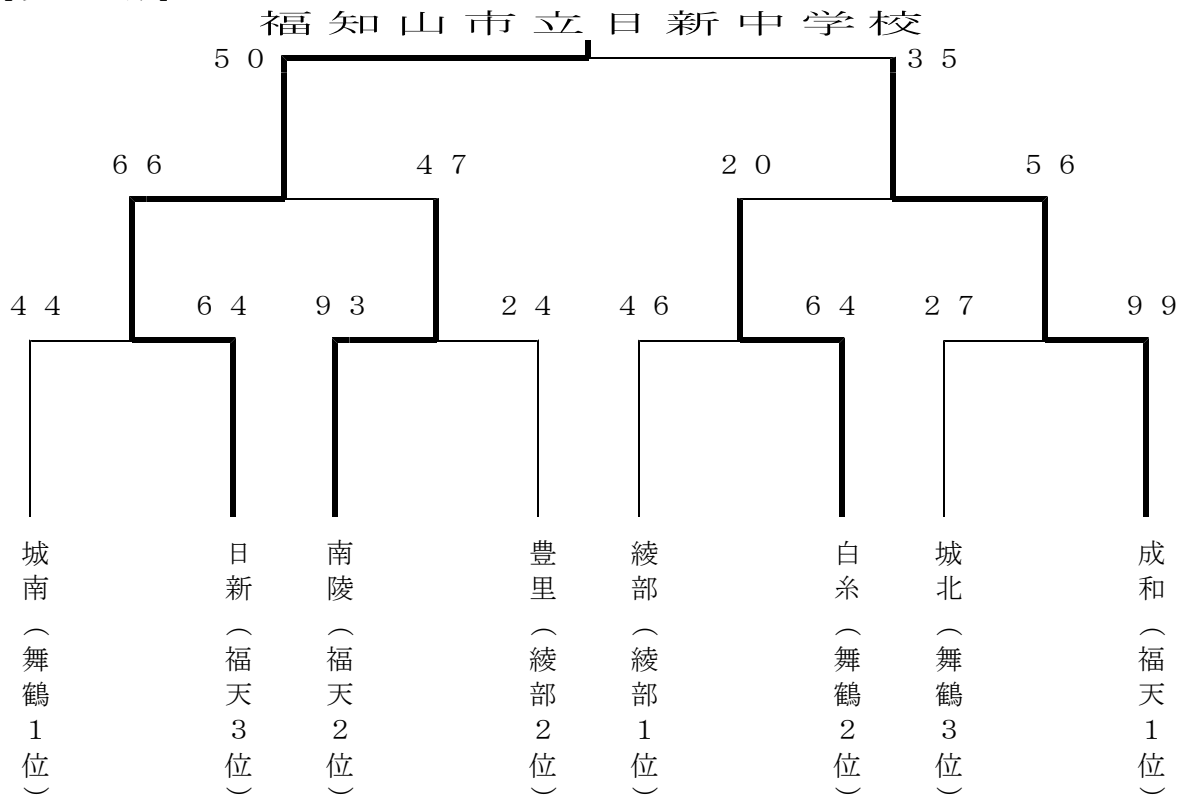 福知山市立日新中学校
５０ ３５
６６ ４７ ２０ ５６
４４ ６４ ９３ ２４ ４６ ６４ ２７ ９９
城南（舞鶴１位）
日新（福天３位）
南陵（福天２位）
豊里（綾部２位）
綾部（綾部１位）
白糸（舞鶴２位）
城北（舞鶴３位）
成和（福天１位）